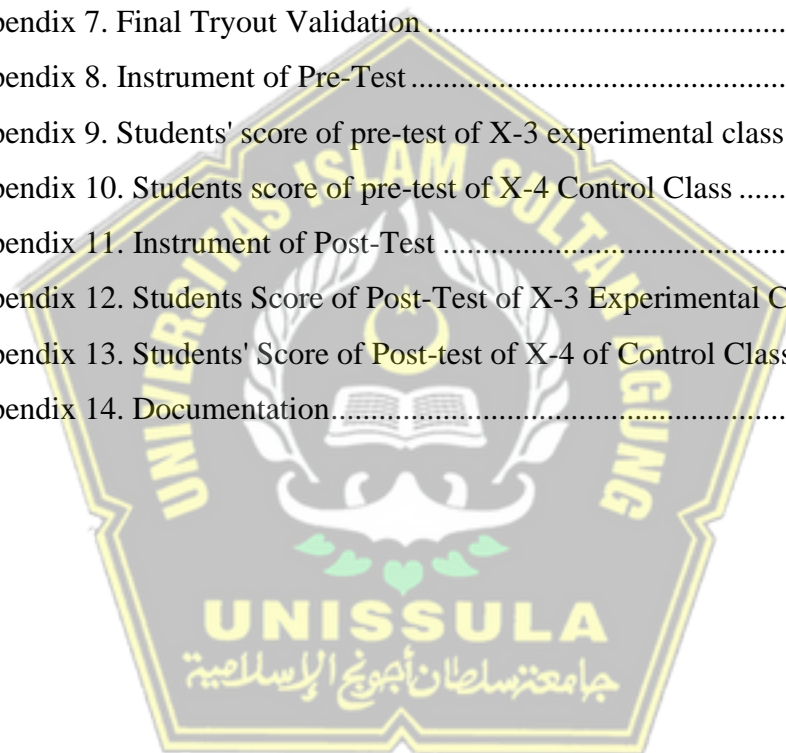 pendix 7. Final Tryout Validation ..........................................
pendix 8. Instrument of Pre-Test ............................................
pendix 9. Students' score of pre-test of X-3 experimental class
pendix 10. Students score of pre-test of X-4 Control Class ......
pendix 11. Instrument of Post-Test ........................................
pendix 12. Students Score of Post-Test of X-3 Experimental C
pendix 13. Students' Score of Post-test of X-4 of Control Class
pendix 14. Documentation.......................................................
UNIVERSITAS ISLAM SULTAN AGUNG
UNISSULA
جامعتنسلطان أجونج الإسلامية